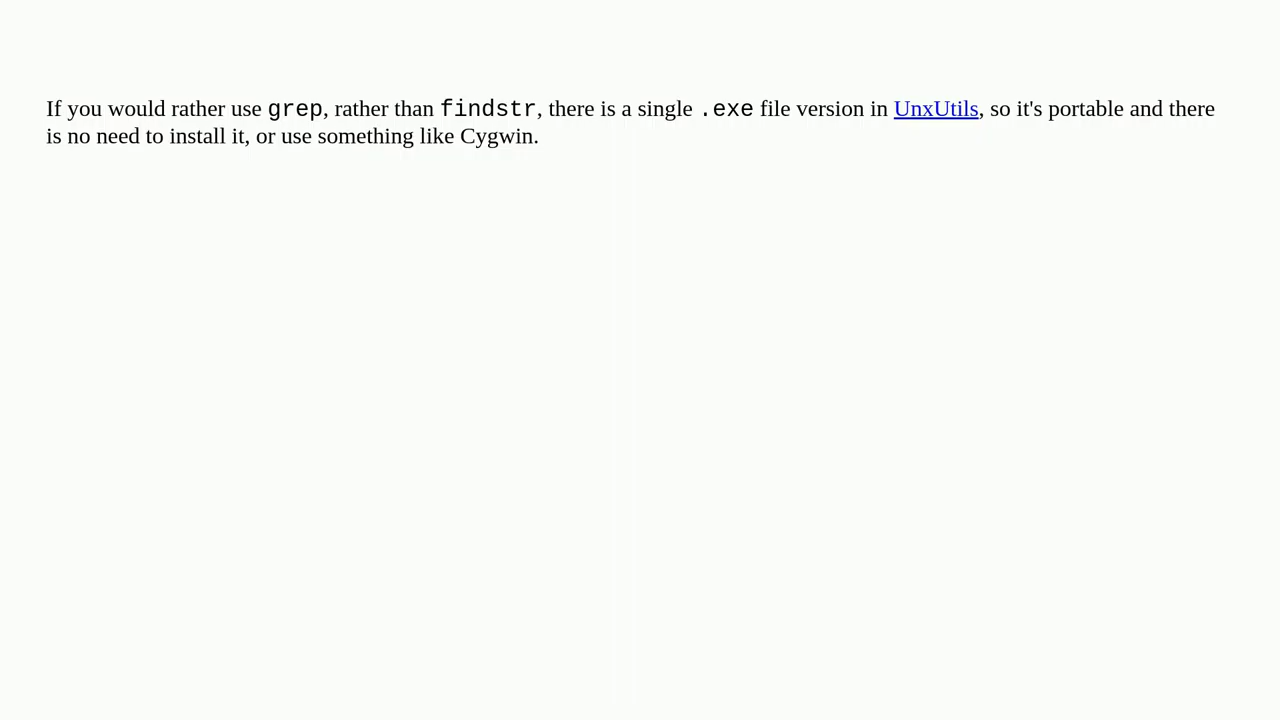 If you would rather use grep, rather than findstr, there is a single .exe file version in UnxUtils, so it's portable and there
is no need to install it, or use something like Cygwin.